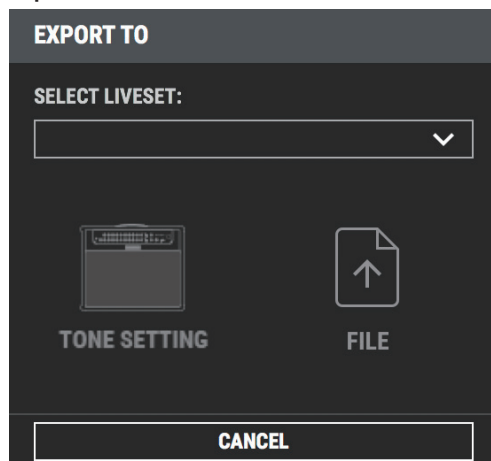 EXPORT TO
SELECT LIVESET:
TONE SETTING
FILE
CANCEL